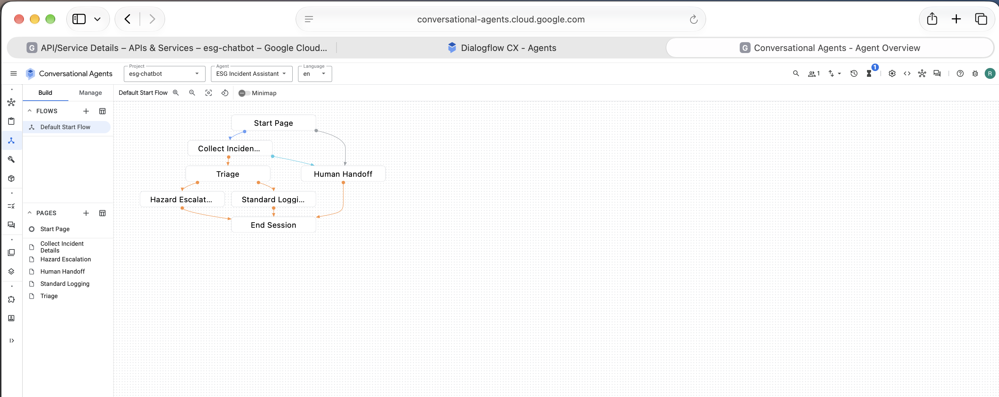 conversational-agents.cloud.google.com
G API/Service Details – APIs & Services – esg-chatbot – Google Cloud...
Dialogflow CX - Agents
G Conversational Agents - Agent Overview
Conversational Agents
Project
esg-chatbot
Agent
ESG Incident Assistant
Language
en
1
1
R
Build
Manage
Default Start Flow
Minimap
FLOWS
Default Start Flow
Start Page
Collect Inciden...
Triage
Human Handoff
Hazard Escalat...
Standard Loggi...
End Session
PAGES
Start Page
Collect Incident
Details
Hazard Escalation
Human Handoff
Standard Logging
Triage